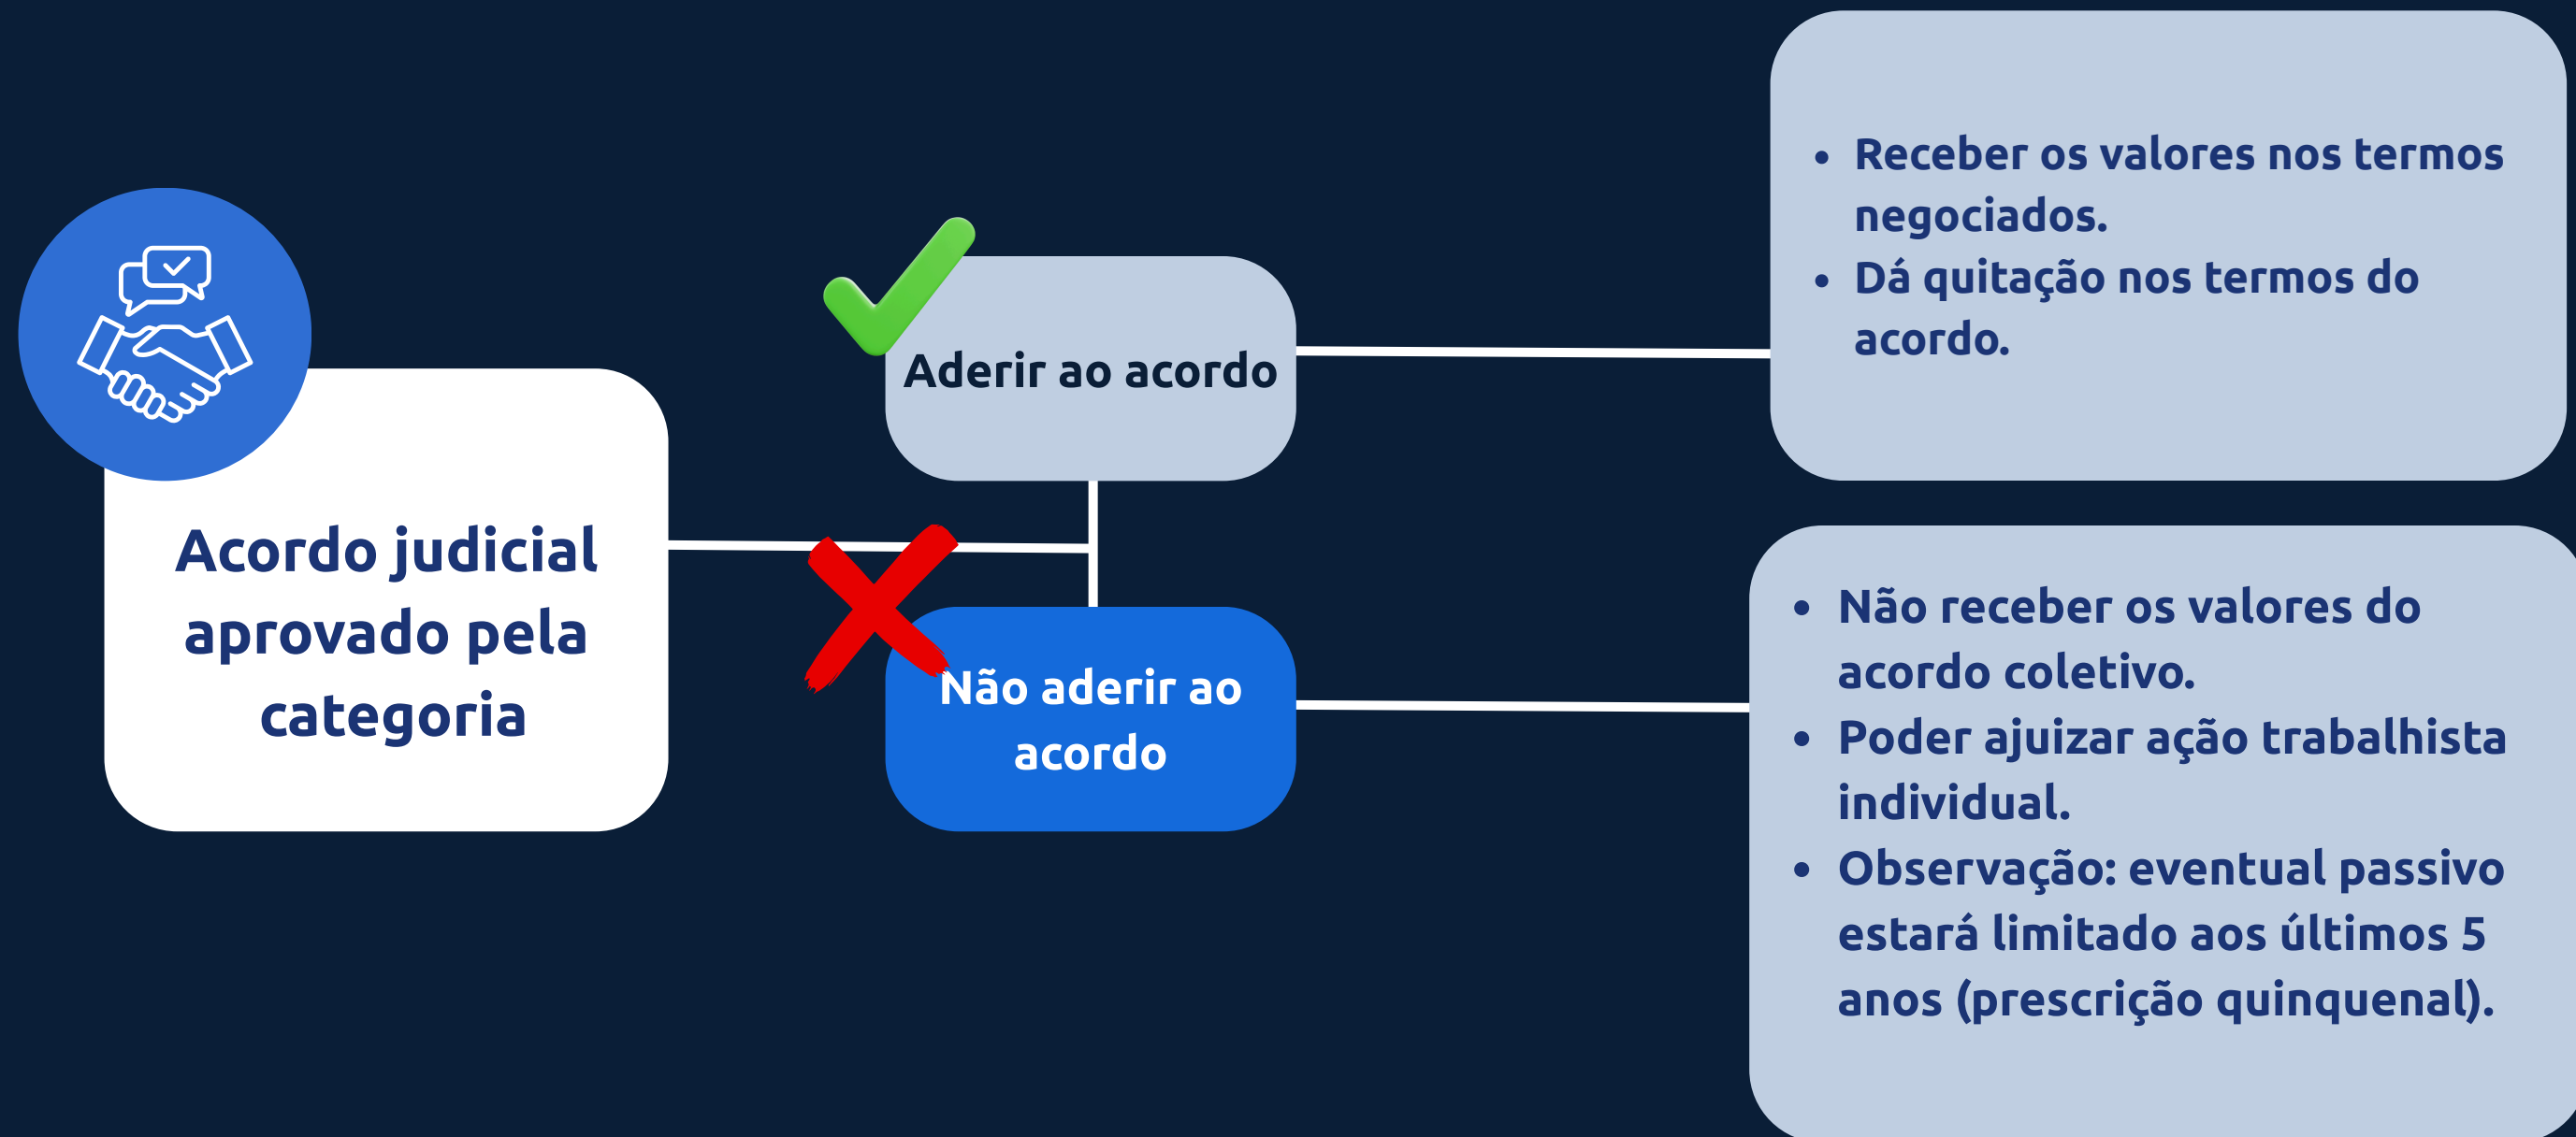 Acordo judicial
aprovado pela
categoria
Aderir ao acordo
• Receber os valores nos termos
negociados.
• Dá quitação nos termos do
acordo.
Não aderir ao
acordo
• Não receber os valores do
acordo coletivo.
• Poder ajuizar ação trabalhista
individual.
• Observação: eventual passivo
estará limitado aos últimos 5
anos (prescrição quinquenal).